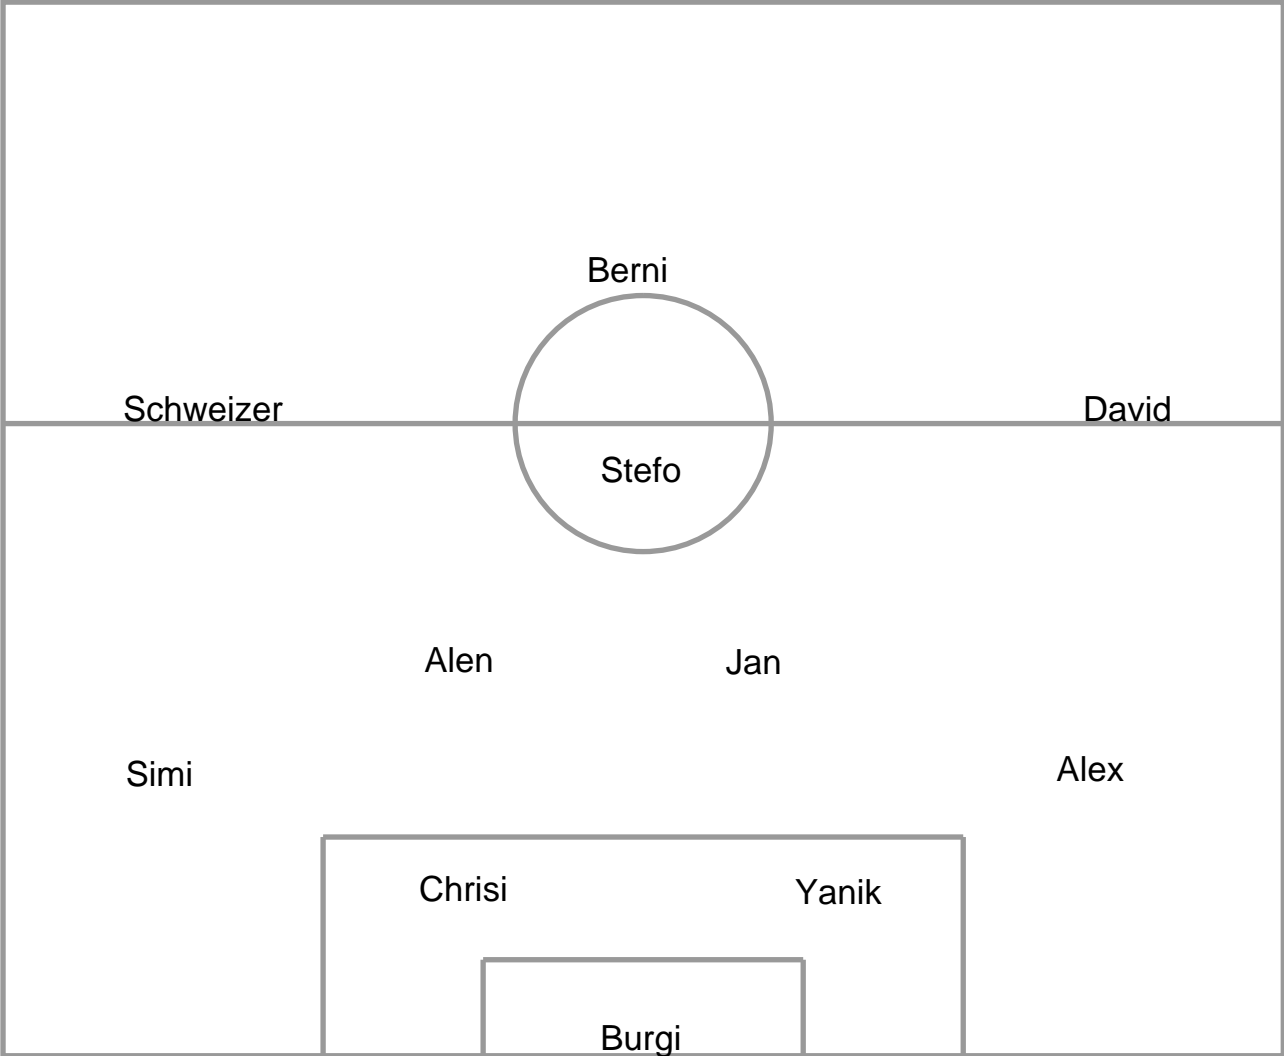 Berni
Schweizer David
Stefo
Alen Jan
Simi Alex
Chrisi Yanik
Burgi